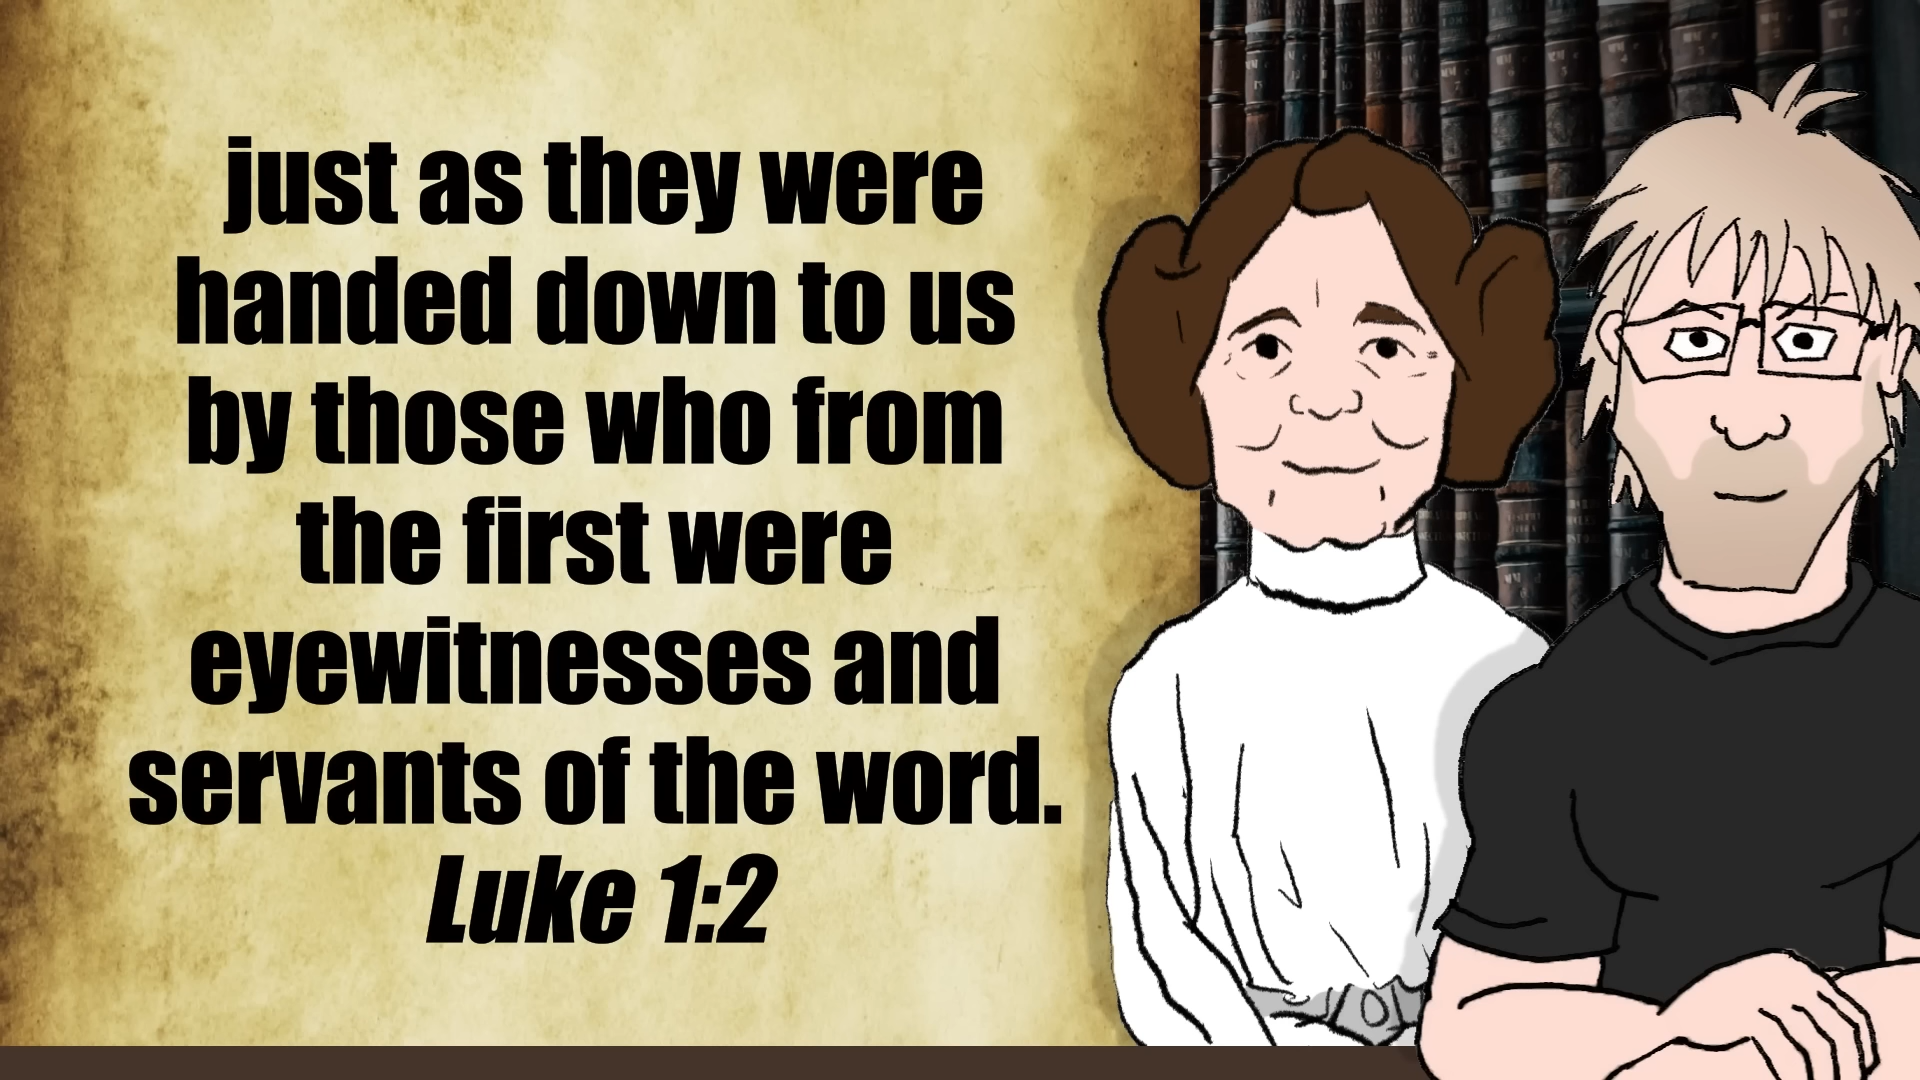 just as they were
handed down to us
by those who from
the first were
eyewitnesses and
servants of the word.
Luke 1:2